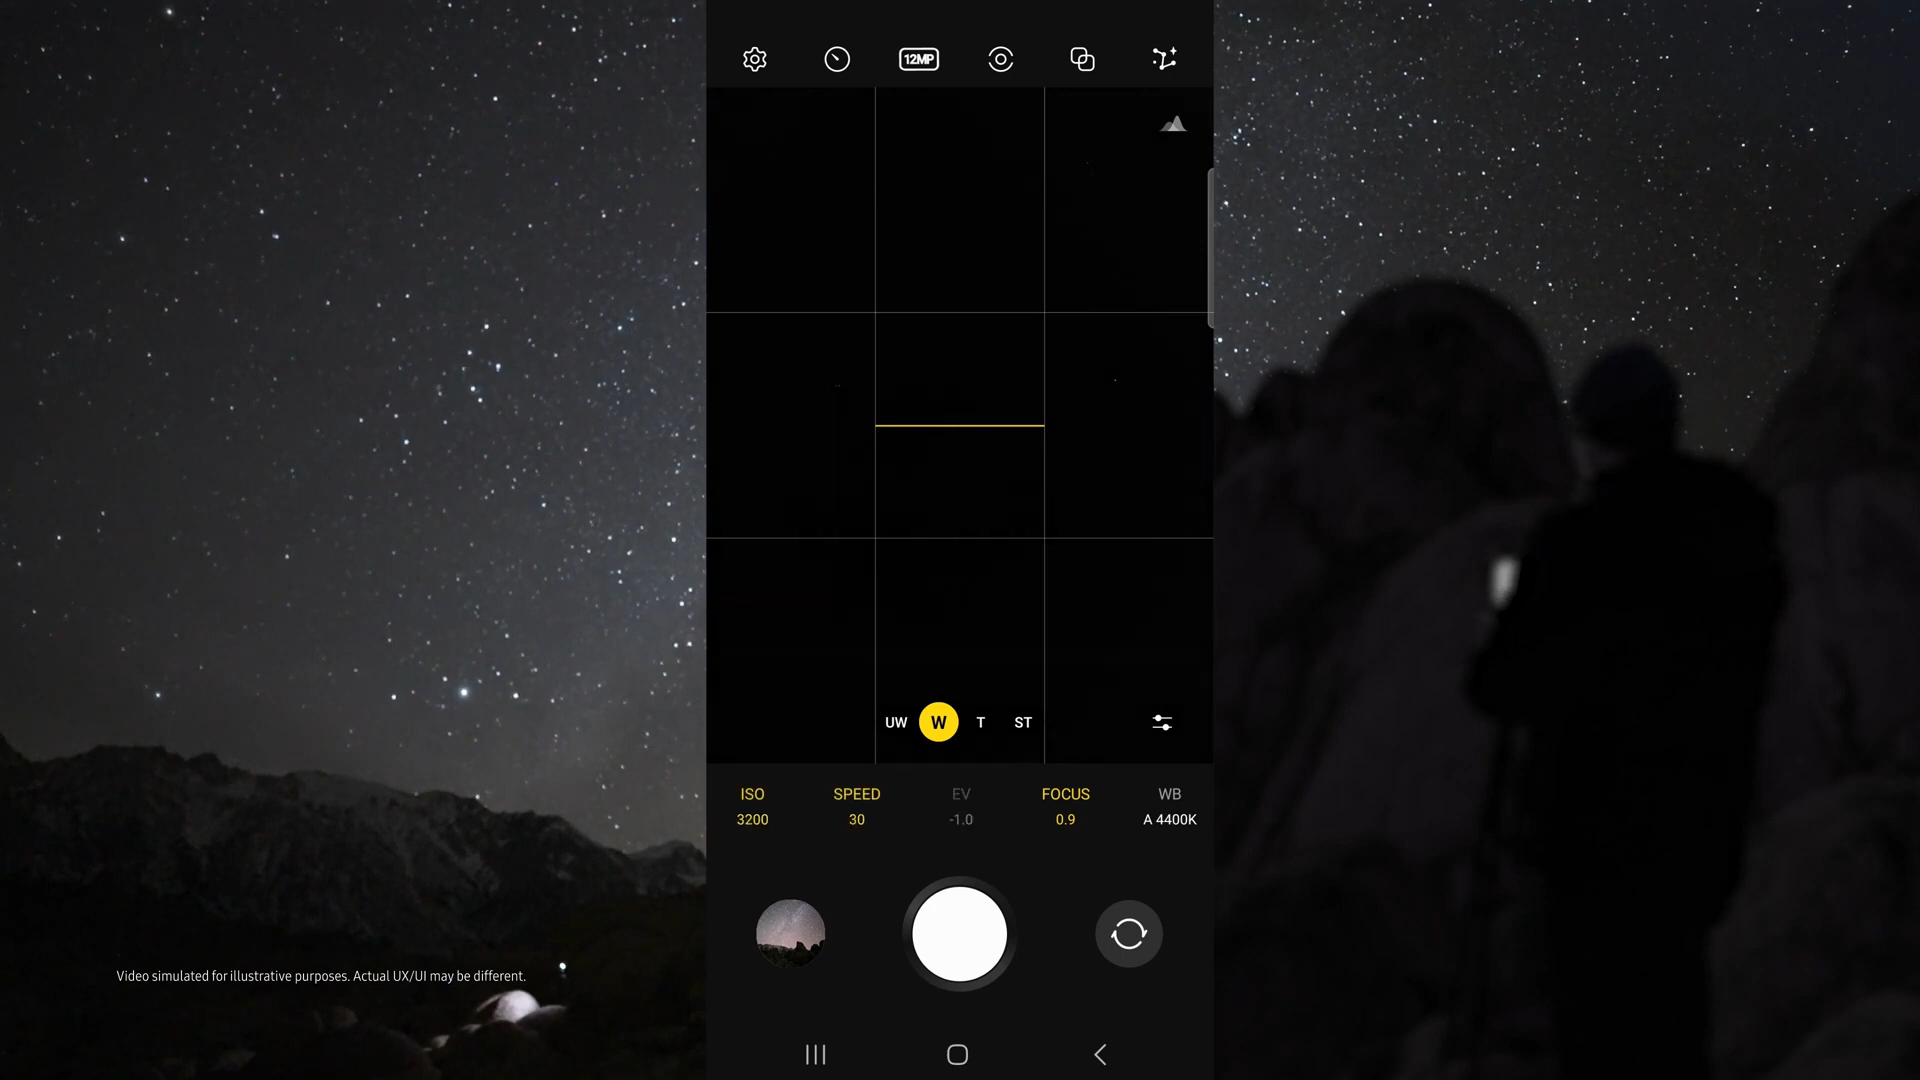 12MP
UW W T ST
ISO SPEED EV FOCUS WB
3200 30 -1.0 0.9 A 4400K
Video simulated for illustrative purposes. Actual UX/UI may be different.